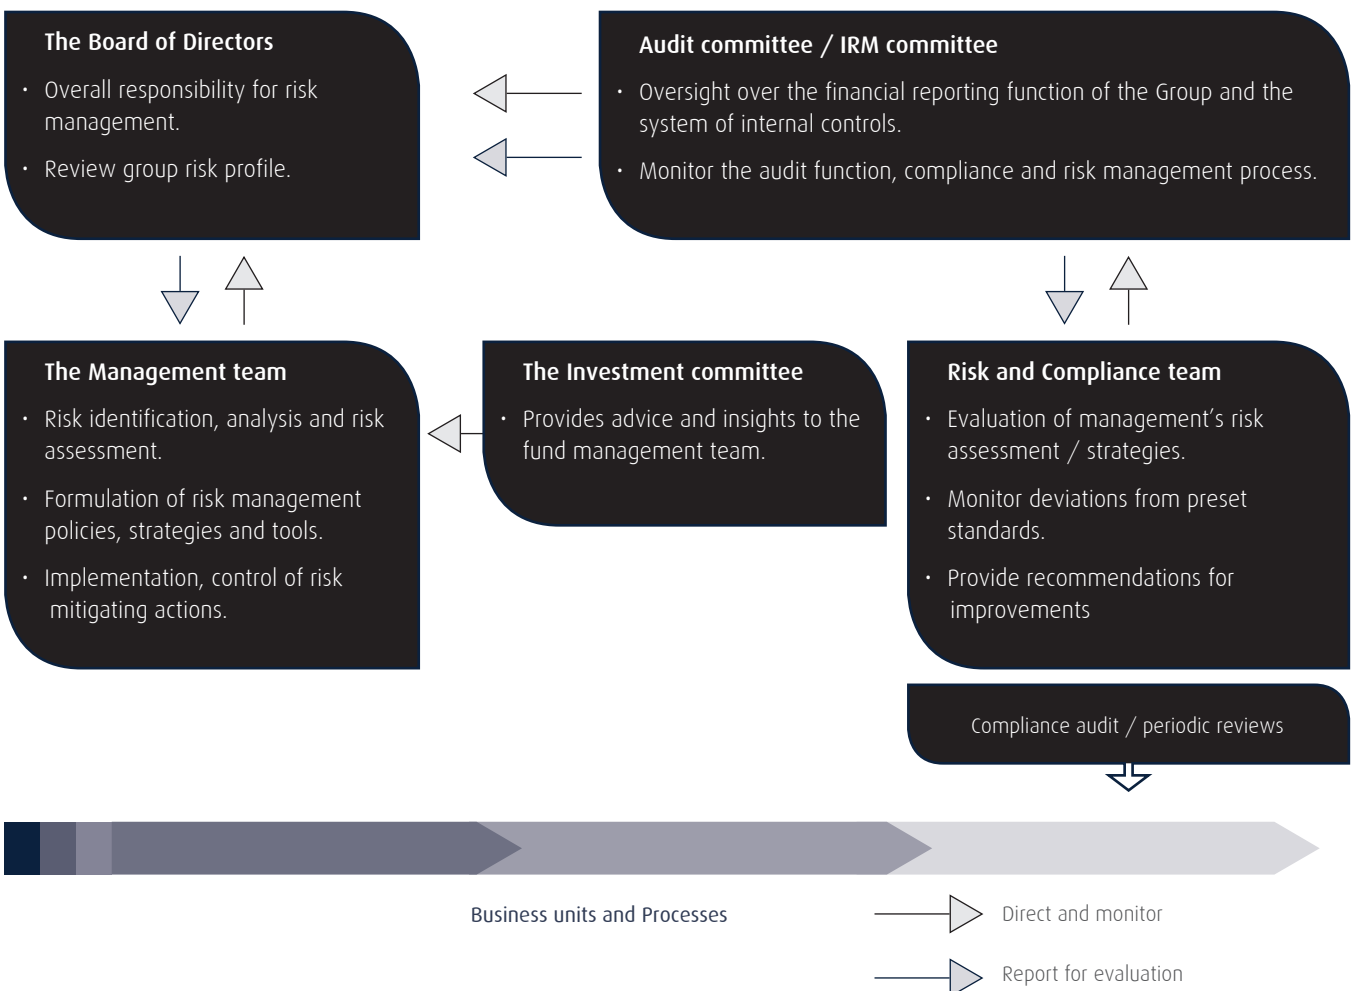 The Board of Directors
· Overall responsibility for risk
management.
· Review group risk profile.
Audit committee / IRM committee
· Oversight over the financial reporting function of the Group and the
system of internal controls.
· Monitor the audit function, compliance and risk management process.
The Management team
· Risk identification, analysis and risk
assessment.
· Formulation of risk management
policies, strategies and tools.
· Implementation, control of risk
mitigating actions.
The Investment committee
· Provides advice and insights to the
fund management team.
Risk and Compliance team
· Evaluation of management’s risk
assessment / strategies.
· Monitor deviations from preset
standards.
· Provide recommendations for
improvements
Compliance audit / periodic reviews
Business units and Processes
Direct and monitor
Report for evaluation